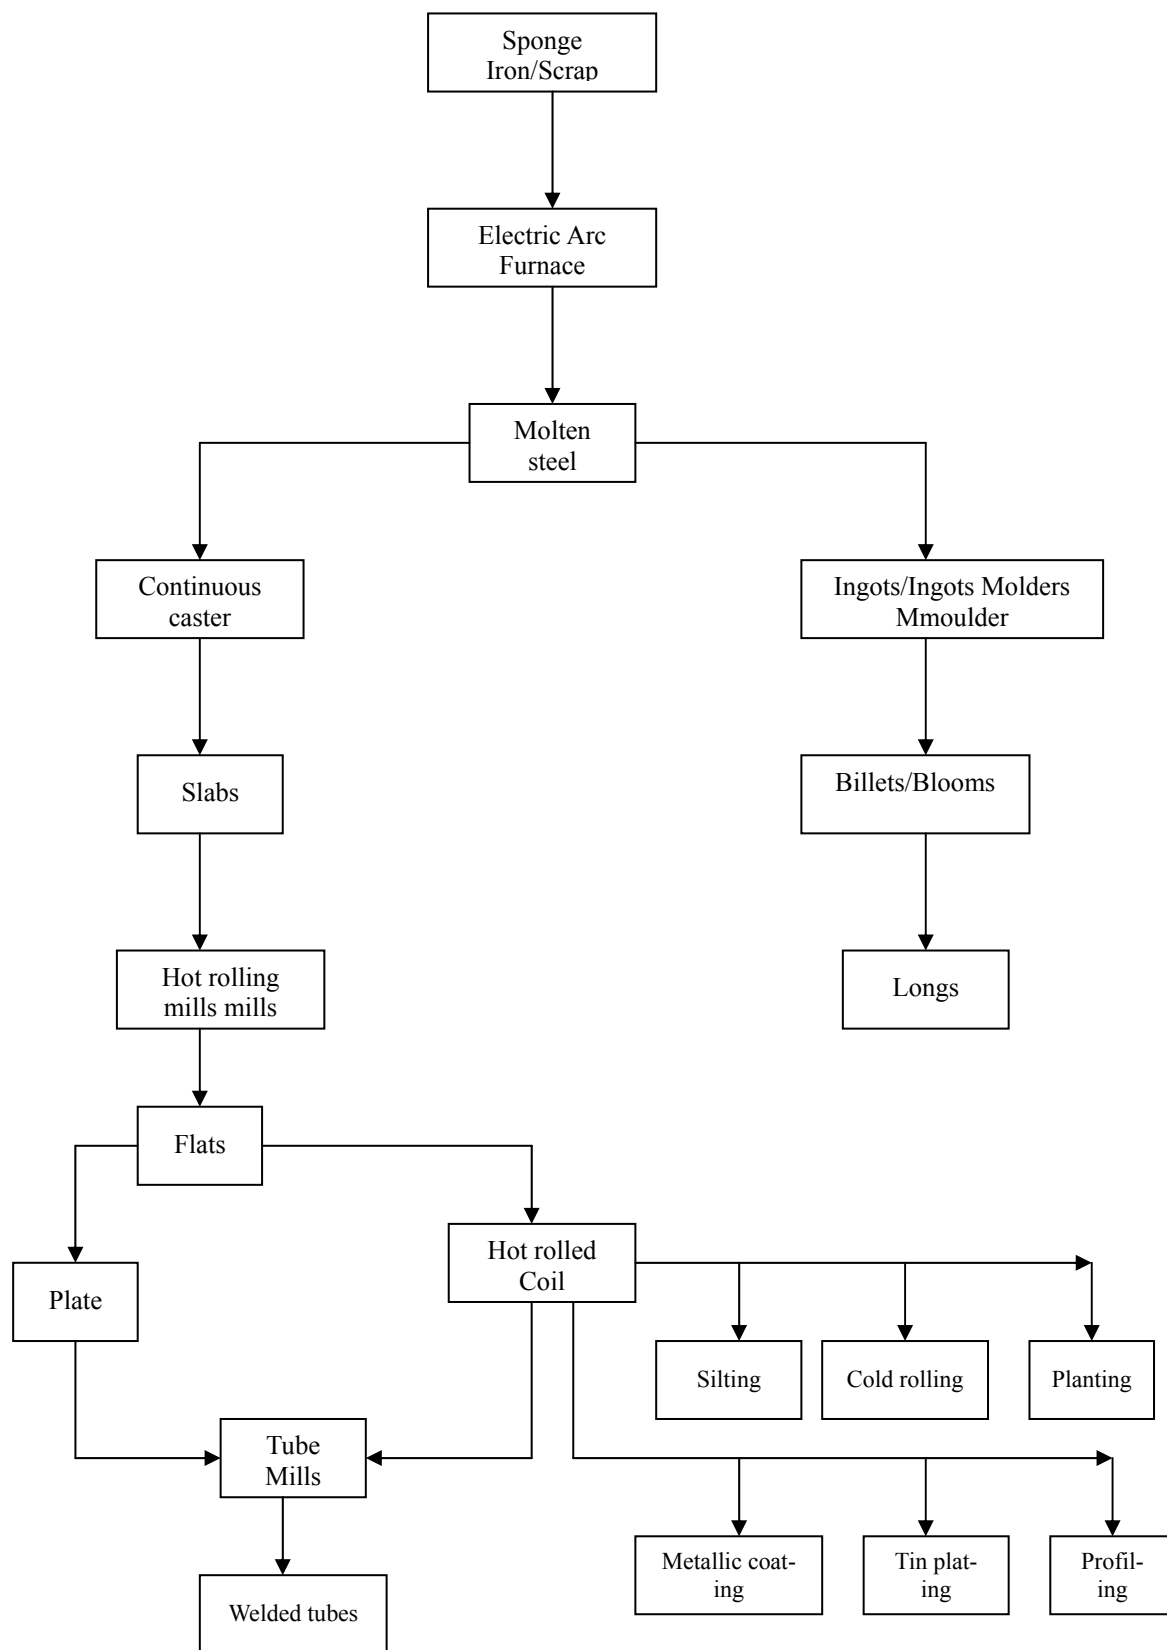 Sponge
Iron/Scrap
Electric Arc
Furnace
Molten
steel
Continuous
caster
Ingots/Ingots Molders
Mmoulder
Slabs
Billets/Blooms
Hot rolling
mills mills
Longs
Flats
Hot rolled
Coil
Plate
Silting
Cold rolling
Planting
Tube
Mills
Metallic coat-
ing
Tin plat-
ing
Profil-
ing
Welded tubes